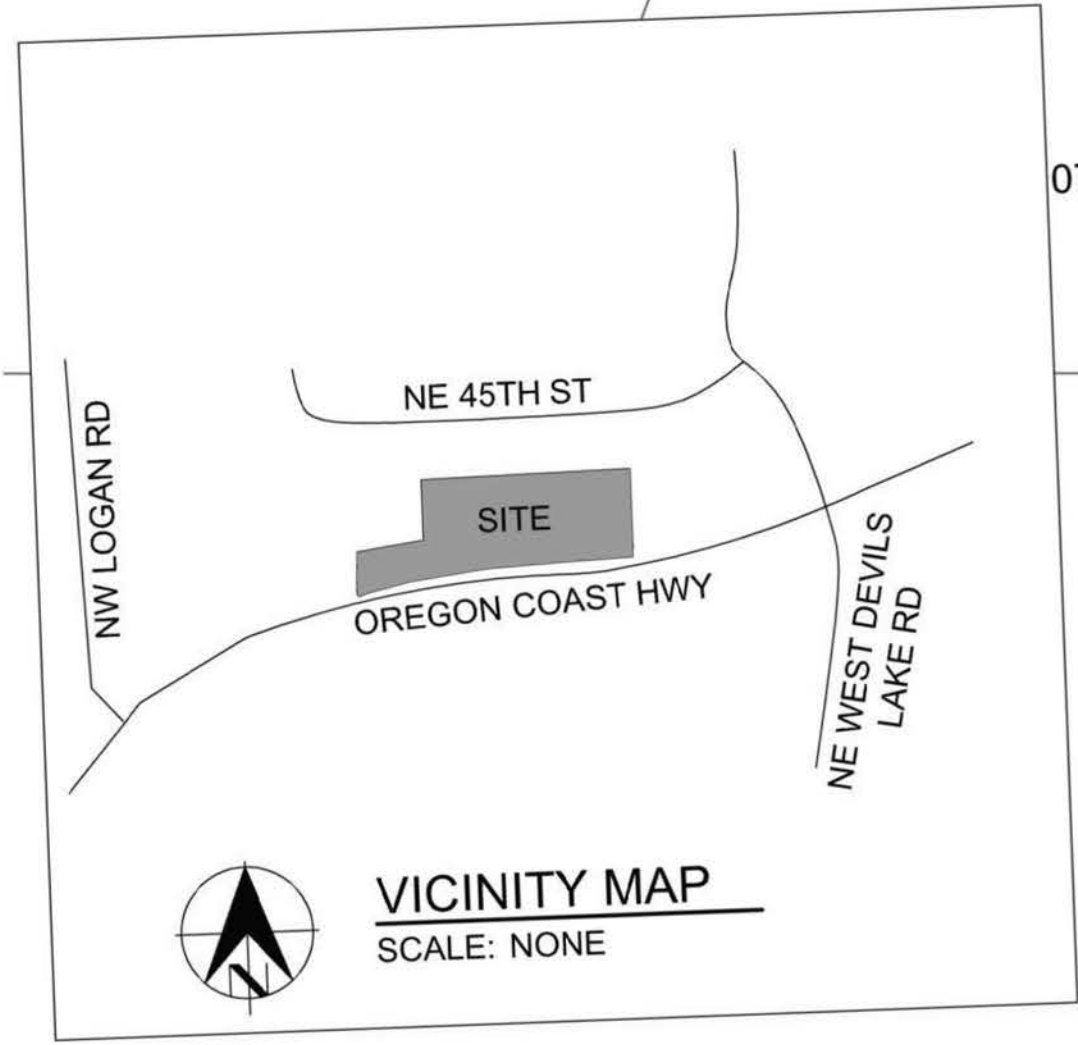 07
NE 45TH ST
NW LOGAN RD
SITE
OREGON COAST HWY
NE WEST DEVILS
LAKE RD
VICINITY MAP
SCALE: NONE
N